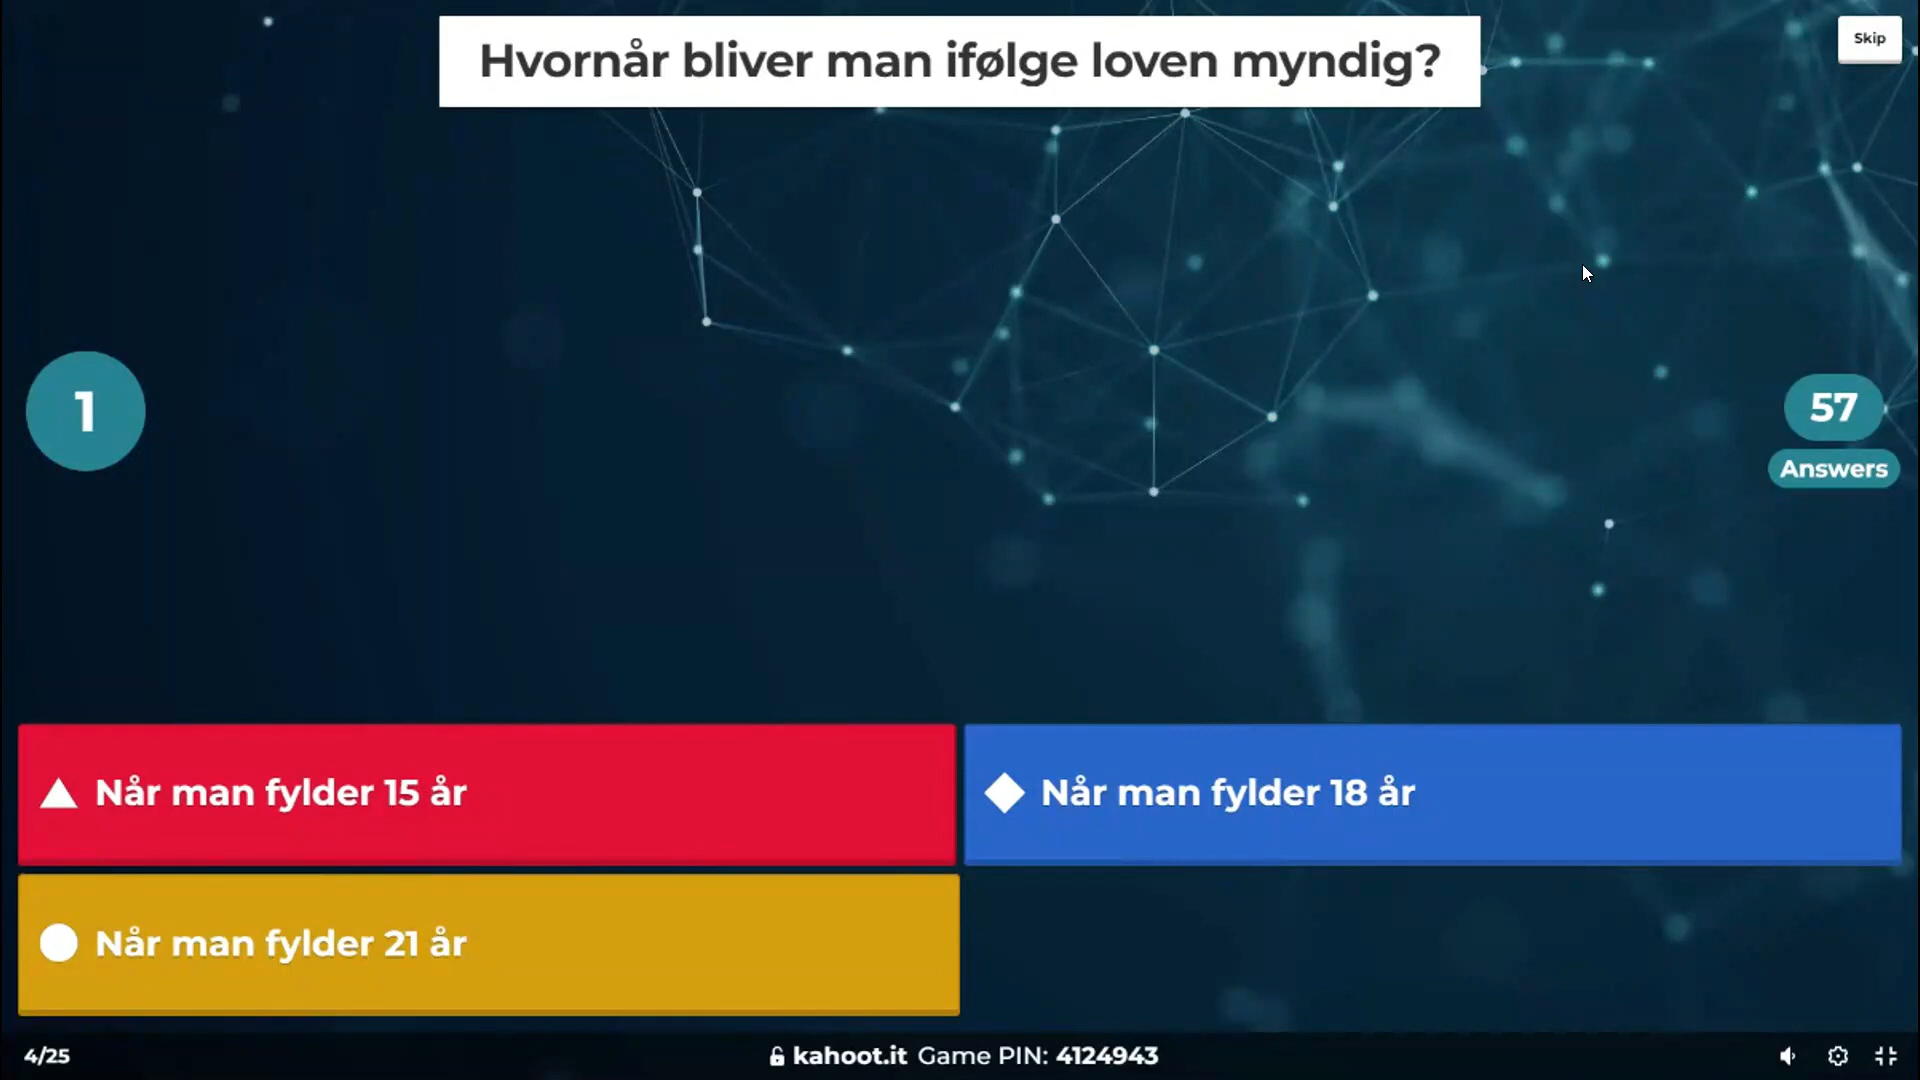 Hvornår bliver man ifølge loven myndig?
Skip
1
57
Answers
Når man fylder 15 år
Når man fylder 18 år
Når man fylder 21 år
4/25
kahoot.it Game PIN: 4124943